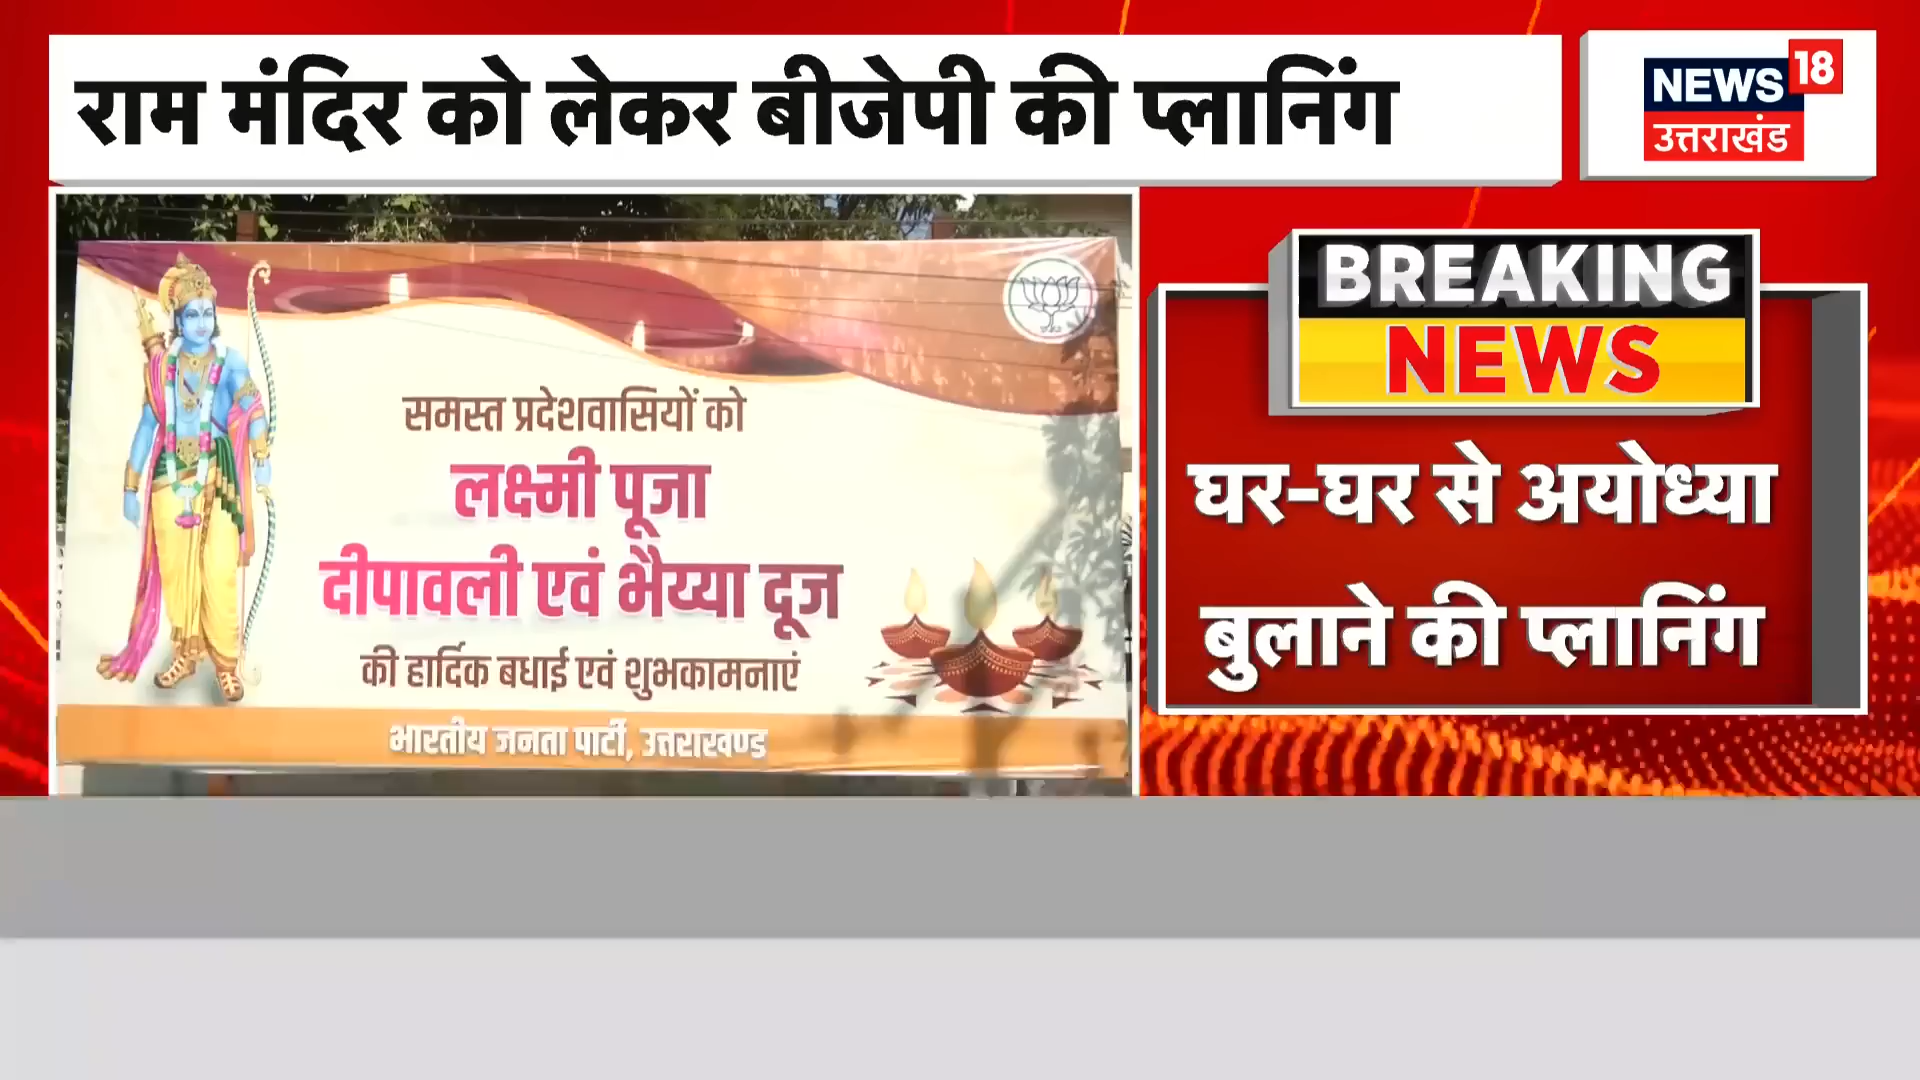 राम मंदिर को लेकर बीजेपी की प्लानिंग
NEWS 18
उत्तराखंड
समस्त प्रदेशवासियों को
लक्ष्मी पूजा
दीपावली एवं भैय्या दूज
की हार्दिक बधाई एवं शुभकामनाएं
भारतीय जनता पार्टी, उत्तराखण्ड
BREAKING
NEWS
घर-घर से अयोध्या
बुलाने की प्लानिंग